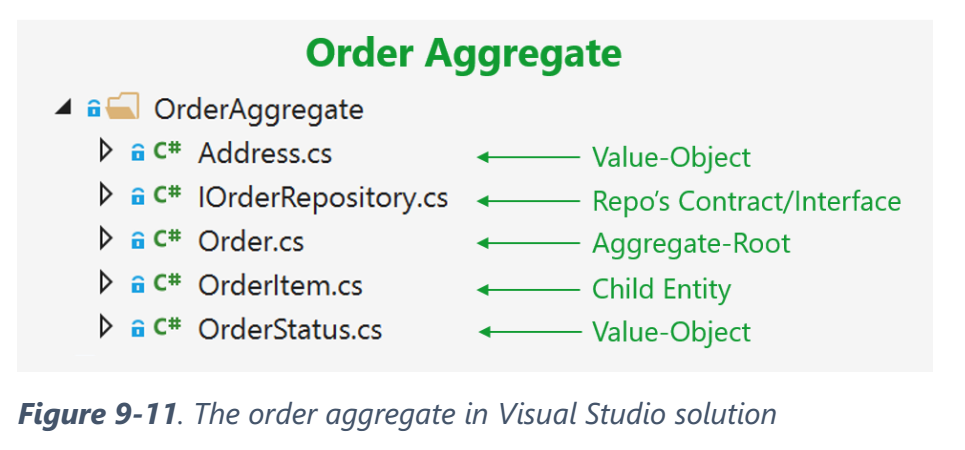 Order Aggregate
OrderAggregate
C# Address.cs Value-Object
C# IOrderRepository.cs Repo's Contract/Interface
C# Order.cs Aggregate-Root
C# OrderItem.cs Child Entity
C# OrderStatus.cs Value-Object
Figure 9-11. The order aggregate in Visual Studio solution